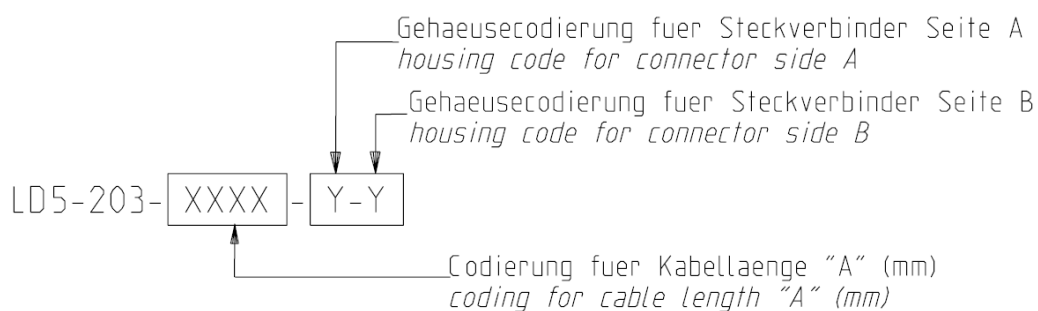 Gehaeusecodierung fuer Steckverbinder Seite A
housing code for connector side A
Gehaeusecodierung fuer Steckverbinder Seite B
housing code for connector side B
LD5-203-XXXX-Y-Y
Codierung fuer Kabellaenge "A" (mm)
coding for cable length "A" (mm)